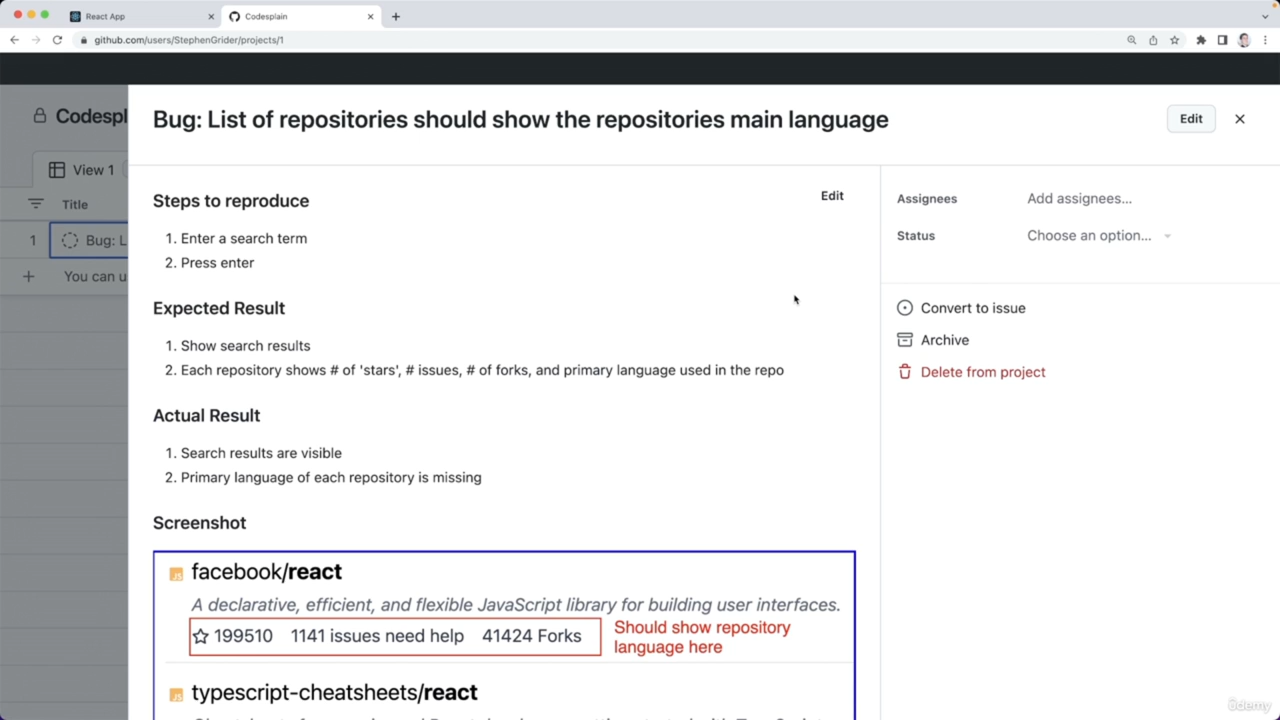 React App
Codesplain
github.com/users/StephenGrider/projects/1
Codespl
View 1
Title
1
Bug: L
You can u
Bug: List of repositories should show the repositories main language
Edit
Steps to reproduce
Edit
1. Enter a search term
2. Press enter
Expected Result
1. Show search results
2. Each repository shows # of 'stars', # issues, # of forks, and primary language used in the repo
Actual Result
1. Search results are visible
2. Primary language of each repository is missing
Screenshot
JS facebook/react
A declarative, efficient, and flexible JavaScript library for building user interfaces.
199510 1141 issues need help 41424 Forks
Should show repository
language here
JS typescript-cheatsheets/react
Assignees Add assignees...
Status Choose an option...
Convert to issue
Archive
Delete from project
ûdemy